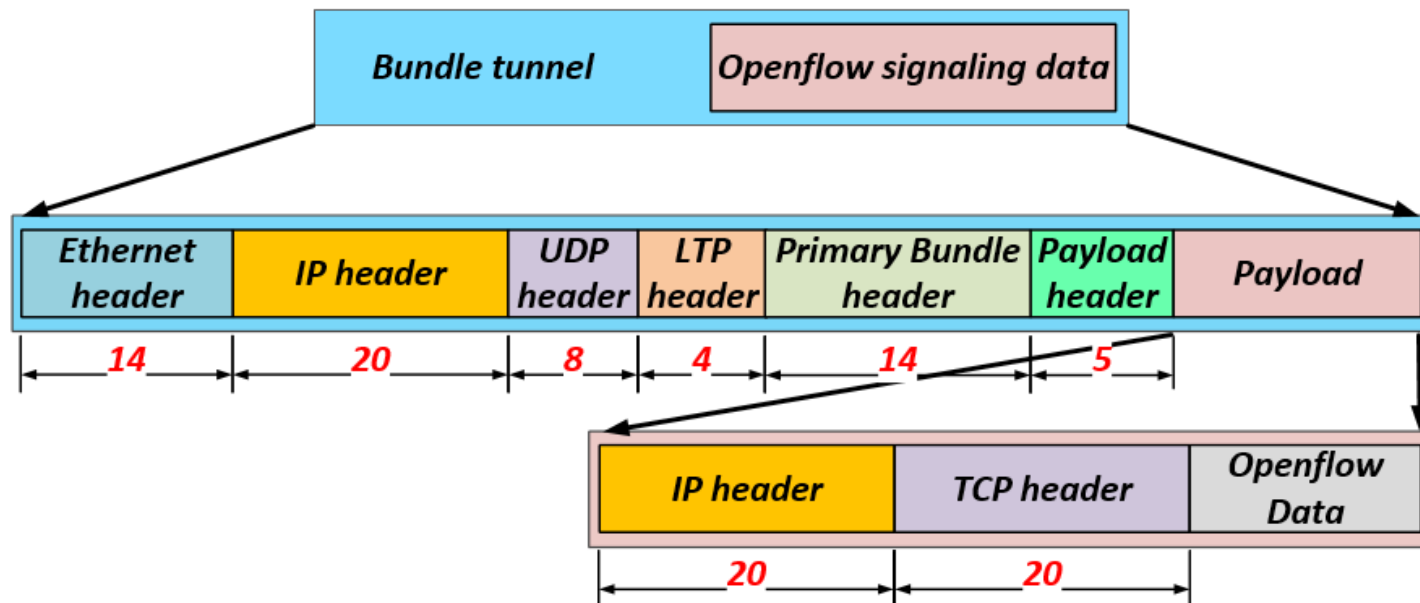 Bundle tunnel
Openflow signaling data
Ethernet
header
IP header
UDP
header
LTP
header
Primary Bundle
header
Payload
header
Payload
14
20
8
4
14
5
IP header
TCP header
Openflow
Data
20
20